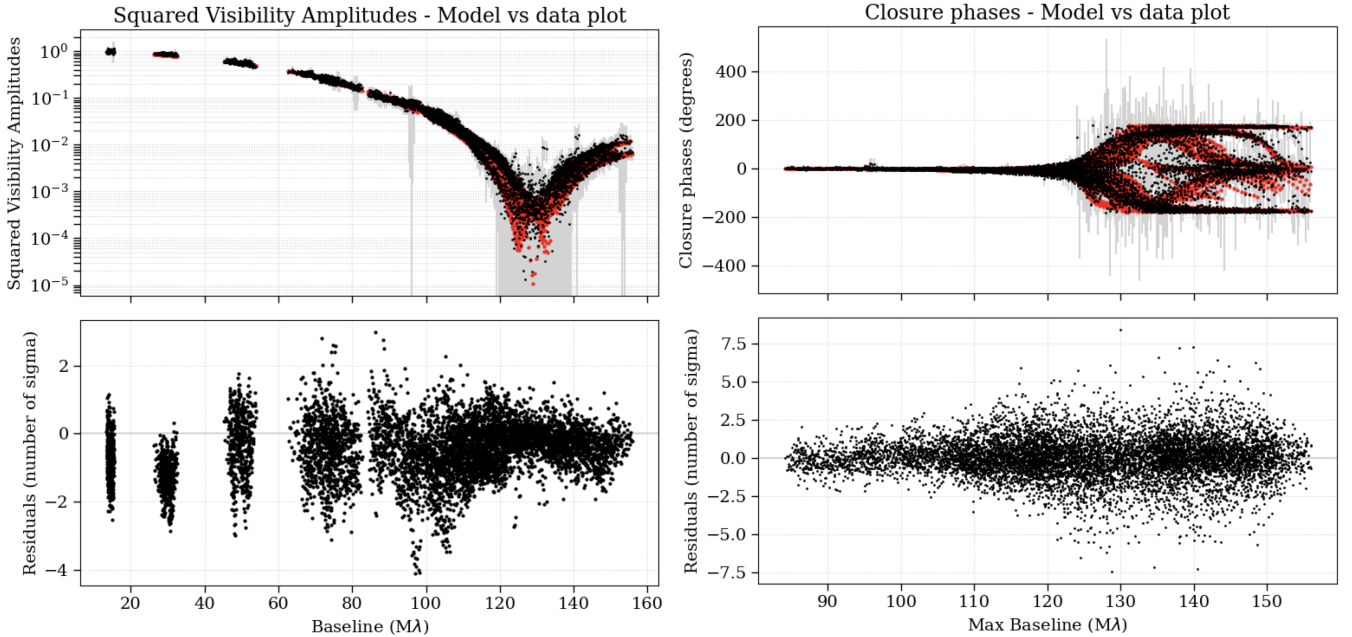 Squared Visibility Amplitudes - Model vs data plot
Squared Visibility Amplitudes
10⁰
10⁻¹
10⁻²
10⁻³
10⁻⁴
10⁻⁵
Residuals (number of sigma)
2
0
−2
−4
20 40 60 80 100 120 140 160
Baseline (Mλ)
Closure phases - Model vs data plot
Closure phases (degrees)
400
200
0
−200
−400
Residuals (number of sigma)
7.5
5.0
2.5
0.0
−2.5
−5.0
−7.5
90 100 110 120 130 140 150
Max Baseline (Mλ)